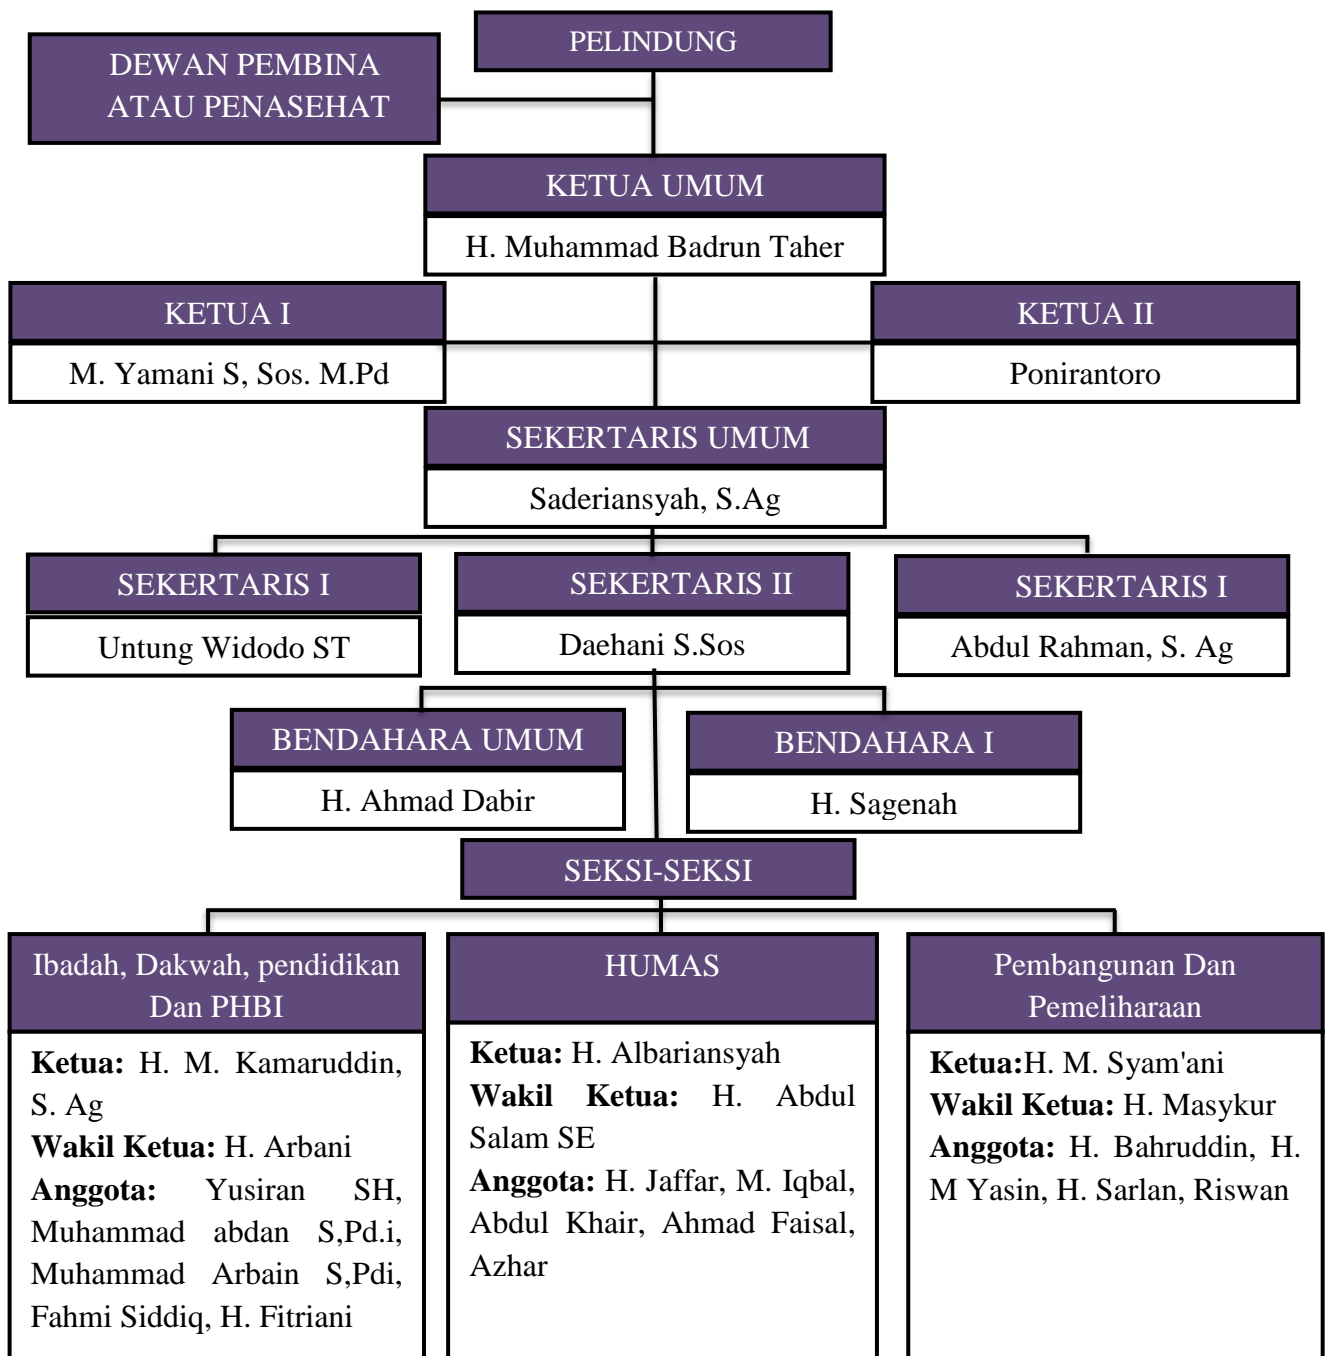 PELINDUNG
DEWAN PEMBINA
ATAU PENASEHAT
KETUA UMUM
H. Muhammad Badrun Taher
KETUA I
M. Yamani S, Sos. M.Pd
KETUA II
Ponirantoro
SEKERTARIS UMUM
Saderiansyah, S.Ag
SEKERTARIS I
Untung Widodo ST
SEKERTARIS II
Daehani S.Sos
SEKERTARIS I
Abdul Rahman, S. Ag
BENDAHARA UMUM
H. Ahmad Dabir
BENDAHARA I
H. Sagenah
SEKSI-SEKSI
Ibadah, Dakwah, pendidikan
Dan PHBI
Ketua: H. M. Kamaruddin,
S. Ag
Wakil Ketua: H. Arbani
Anggota: Yusiran SH,
Muhammad abdan S,Pd.i,
Muhammad Arbain S,Pdi,
Fahmi Siddiq, H. Fitriani
HUMAS
Ketua: H. Albariansyah
Wakil Ketua: H. Abdul
Salam SE
Anggota: H. Jaffar, M. Iqbal,
Abdul Khair, Ahmad Faisal,
Azhar
Pembangunan Dan
Pemeliharaan
Ketua:H. M. Syam'ani
Wakil Ketua: H. Masykur
Anggota: H. Bahruddin, H.
M Yasin, H. Sarlan, Riswan